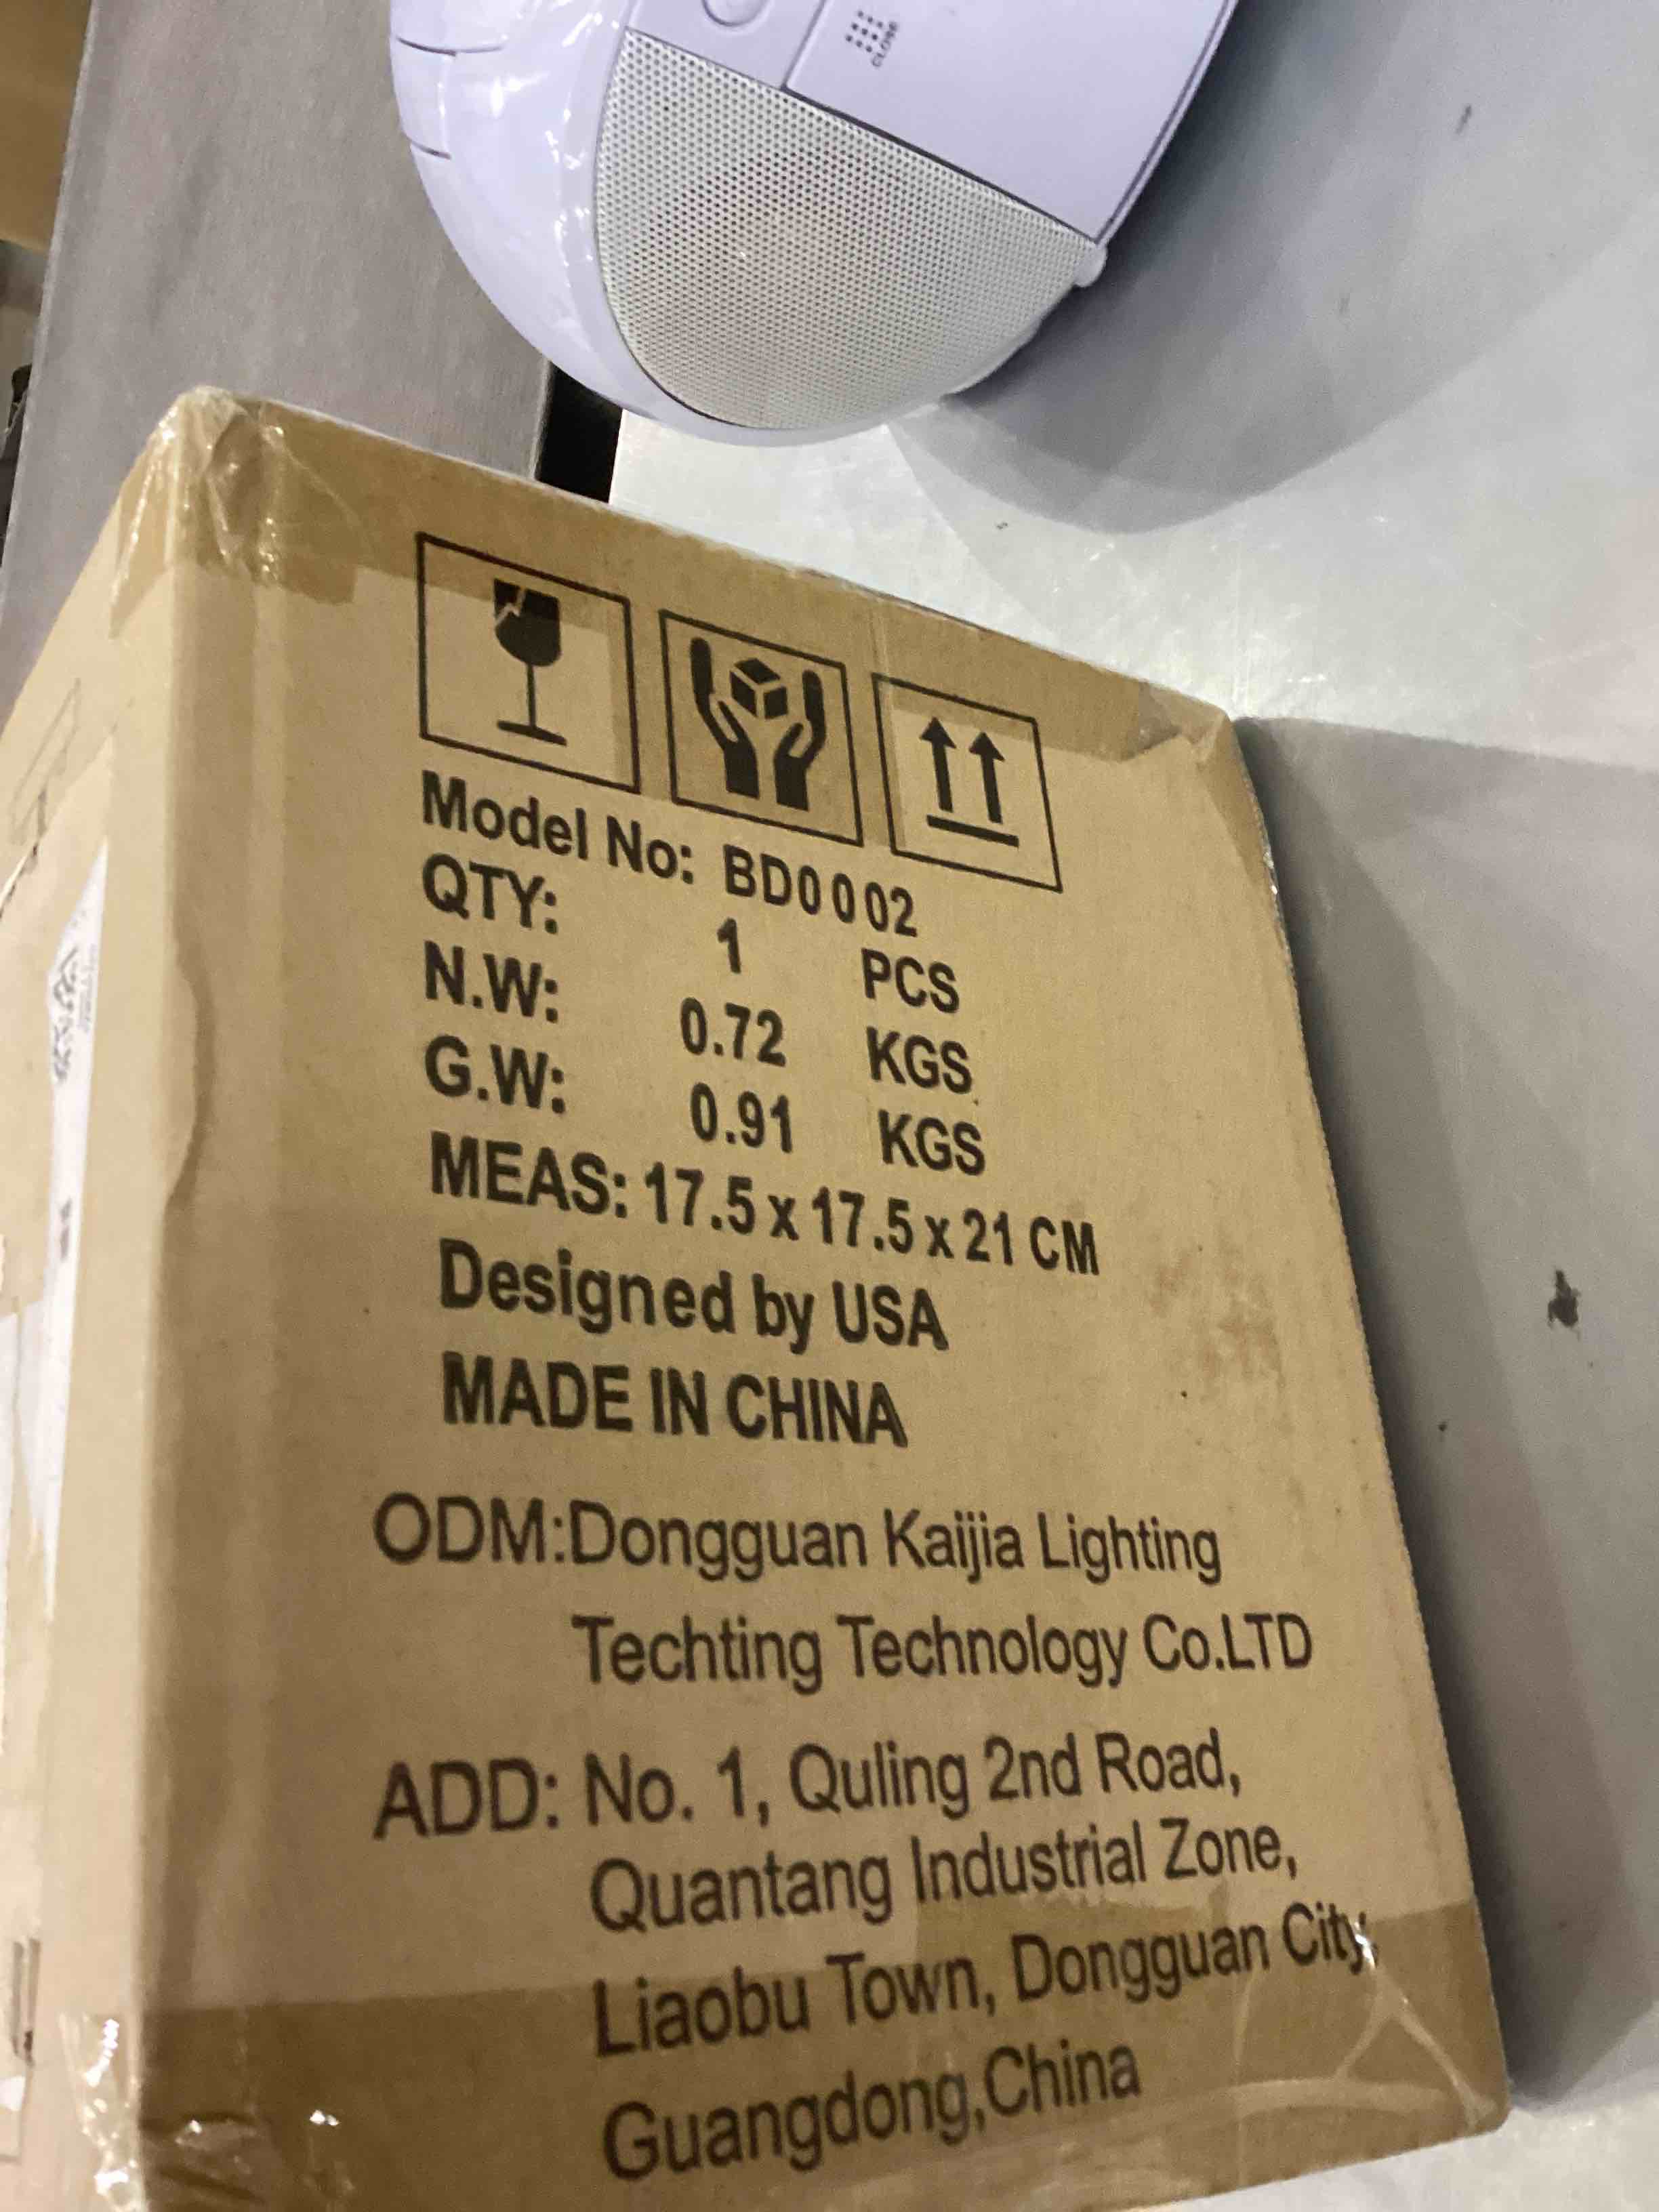 CLOSE
Model No: BD0002
QTY: 1 PCS
N.W: 0.72 KGS
G.W: 0.91 KGS
MEAS: 17.5 x 17.5 x 21 CM
Designed by USA
MADE IN CHINA
ODM:Dongguan Kaijia Lighting
Techting Technology Co.LTD
ADD: No. 1, Quling 2nd Road,
Quantang Industrial Zone,
Liaobu Town, Dongguan City,
Guangdong,China